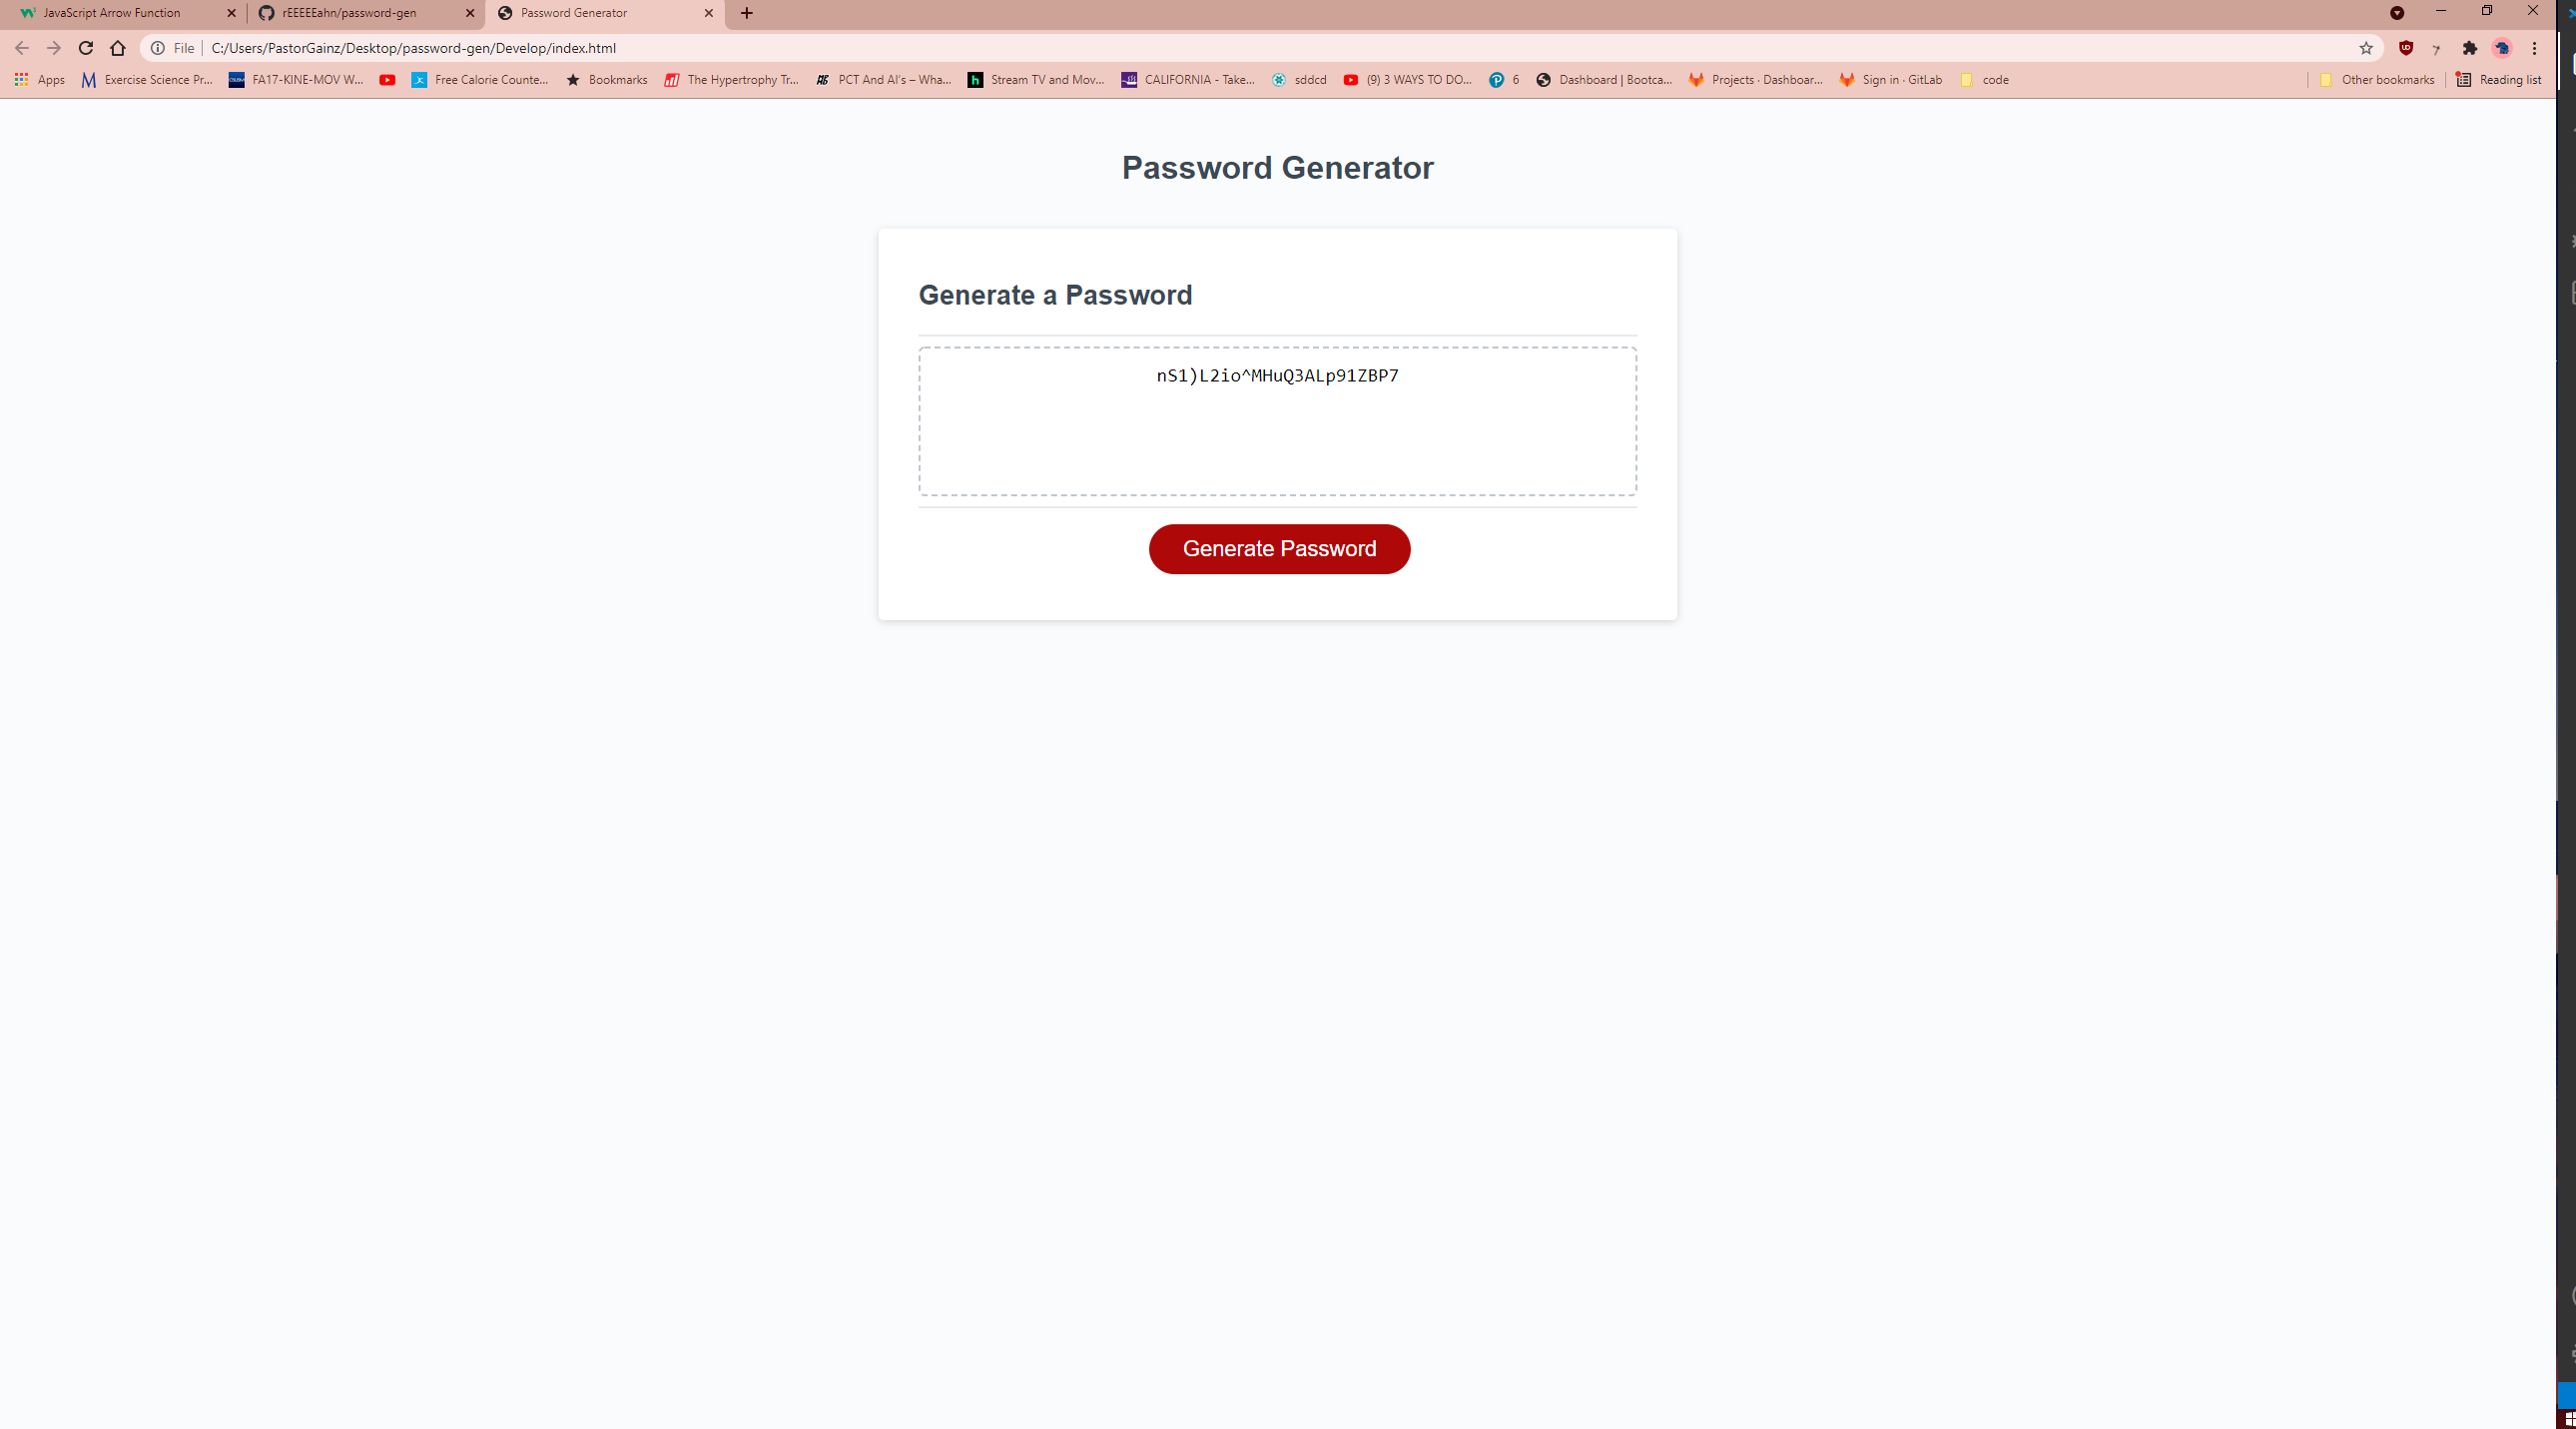 JavaScript Arrow Function
rEEEEEahn/password-gen
Password Generator
File
C:/Users/PastorGainz/Desktop/password-gen/Develop/index.html
Apps
Exercise Science Pr...
FA17-KINE-MOV W...
Free Calorie Counte...
Bookmarks
The Hypertrophy Tr...
PCT And AI's – Wha...
Stream TV and Mov...
CALIFORNIA - Take...
sddcd
(9) 3 WAYS TO DO...
6
Dashboard | Bootca...
Projects · Dashboar...
Sign in · GitLab
code
Other bookmarks
Reading list
Password Generator
Generate a Password
nS1)L2io^MHuQ3ALp91ZBP7
Generate Password